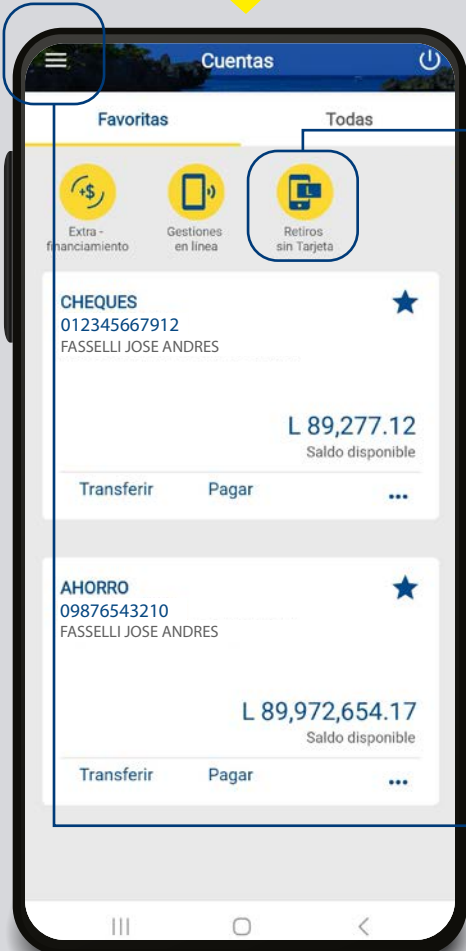 Cuentas
Favoritas
Todas
+$
L
Extra -
financiamiento
Gestiones
en linea
Retiros
sin Tarjeta
CHEQUES
012345667912
FASSELLI JOSE ANDRES
L 89,277.12
Saldo disponible
Transferir Pagar
AHORRO
09876543210
FASSELLI JOSE ANDRES
L 89,972,654.17
Saldo disponible
Transferir Pagar